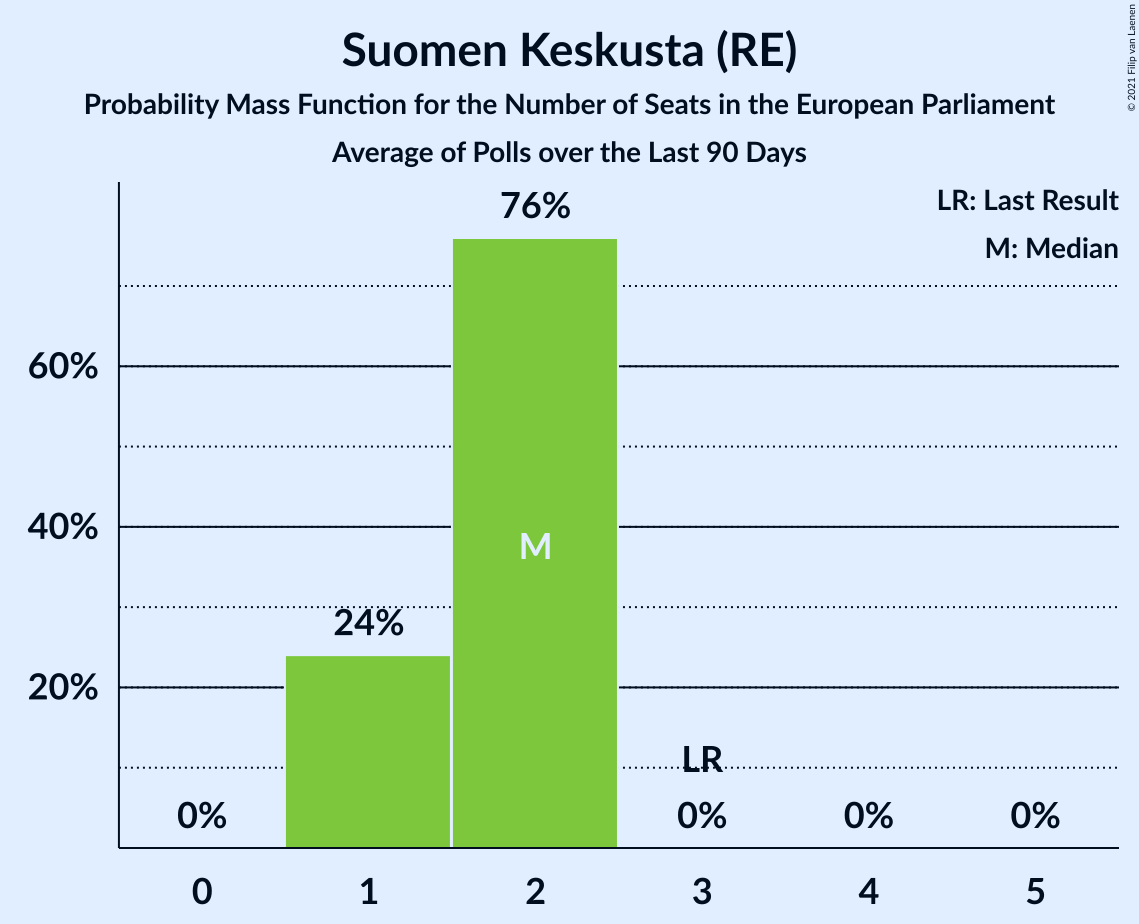 Suomen Keskusta (RE)
Probability Mass Function for the Number of Seats in the European Parliament
Average of Polls over the Last 90 Days
© 2021 Filip van Laenen
LR: Last Result
M: Median
76%
60%
40%
M
24%
20%
LR
0%
0%
0%
0%
0
1
2
3
4
5